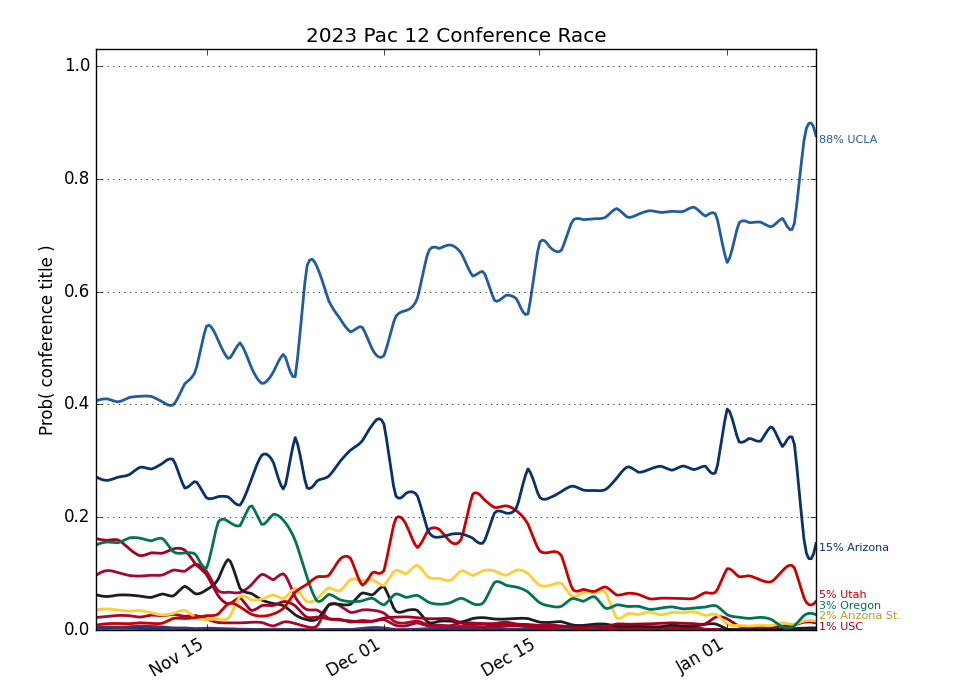 2023 Pac 12 Conference Race
Prob( conference title )
1.0
0.8
0.6
0.4
0.2
0.0
Nov 15
Dec 01
Dec 15
Jan 01
88% UCLA
15% Arizona
5% Utah
3% Oregon
2% Arizona St.
1% USC